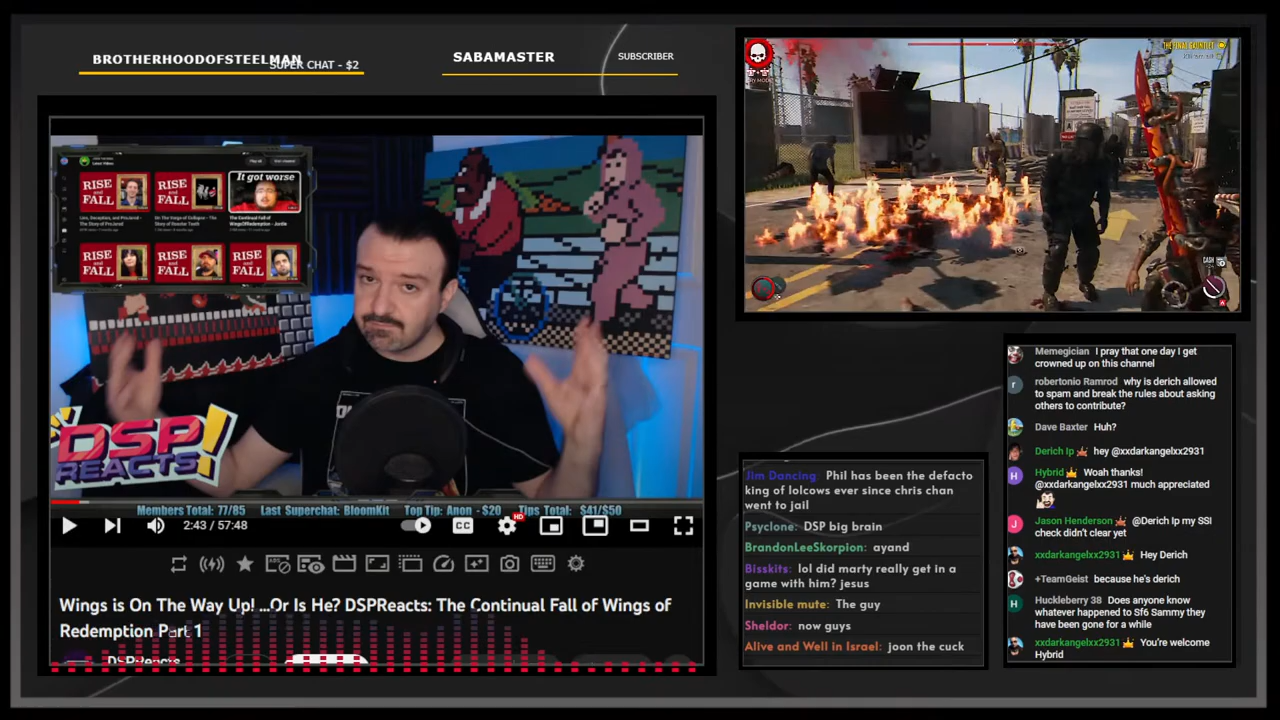 BROTHERHOODOFSTEELMAN
SUPER CHAT - $2
SABAMASTER
SUBSCRIBER
It got worse
RISE and FALL
RISE and FALL
RISE and FALL
RISE and FALL
RISE and FALL
DSP
REACTS!
Members Total: 77/85 Last Superchat: BloomKit Top Tip: Anon - $20 Tips Total: $41/$50
2:43 / 57:48
CC
HD
Wings is On The Way Up! ...Or Is He? DSPReacts: The Continual Fall of Wings of
Redemption Part 1
DSPReacts
THE FINAL GAUNTLET
CASH
Jim Dancing: Phil has been the defacto
king of lolcows ever since chris chan
went to jail
Psyclone: DSP big brain
BrandonLeeSkorpion: ayand
Bisskits: lol did marty really get in a
game with him? jesus
Invisible mute: The guy
Sheldor: now guys
Alive and Well in Israel: joon the cuck
Memegician I pray that one day I get
crowned up on this channel
r
robertonio Ramrod why is derich allowed
to spam and break the rules about asking
others to contribute?
Dave Baxter Huh?
Derich Ip hey @xxdarkangelxx2931
H
Hybrid Woah thanks!
@xxdarkangelxx2931 much appreciated
J
Jason Henderson @Derich Ip my SSI
check didn't clear yet
xxdarkangelxx2931 Hey Derich
+TeamGeist because he's derich
H
Huckleberry 38 Does anyone know
whatever happened to Sf6 Sammy they
have been gone for a while
xxdarkangelxx2931 You're welcome
Hybrid